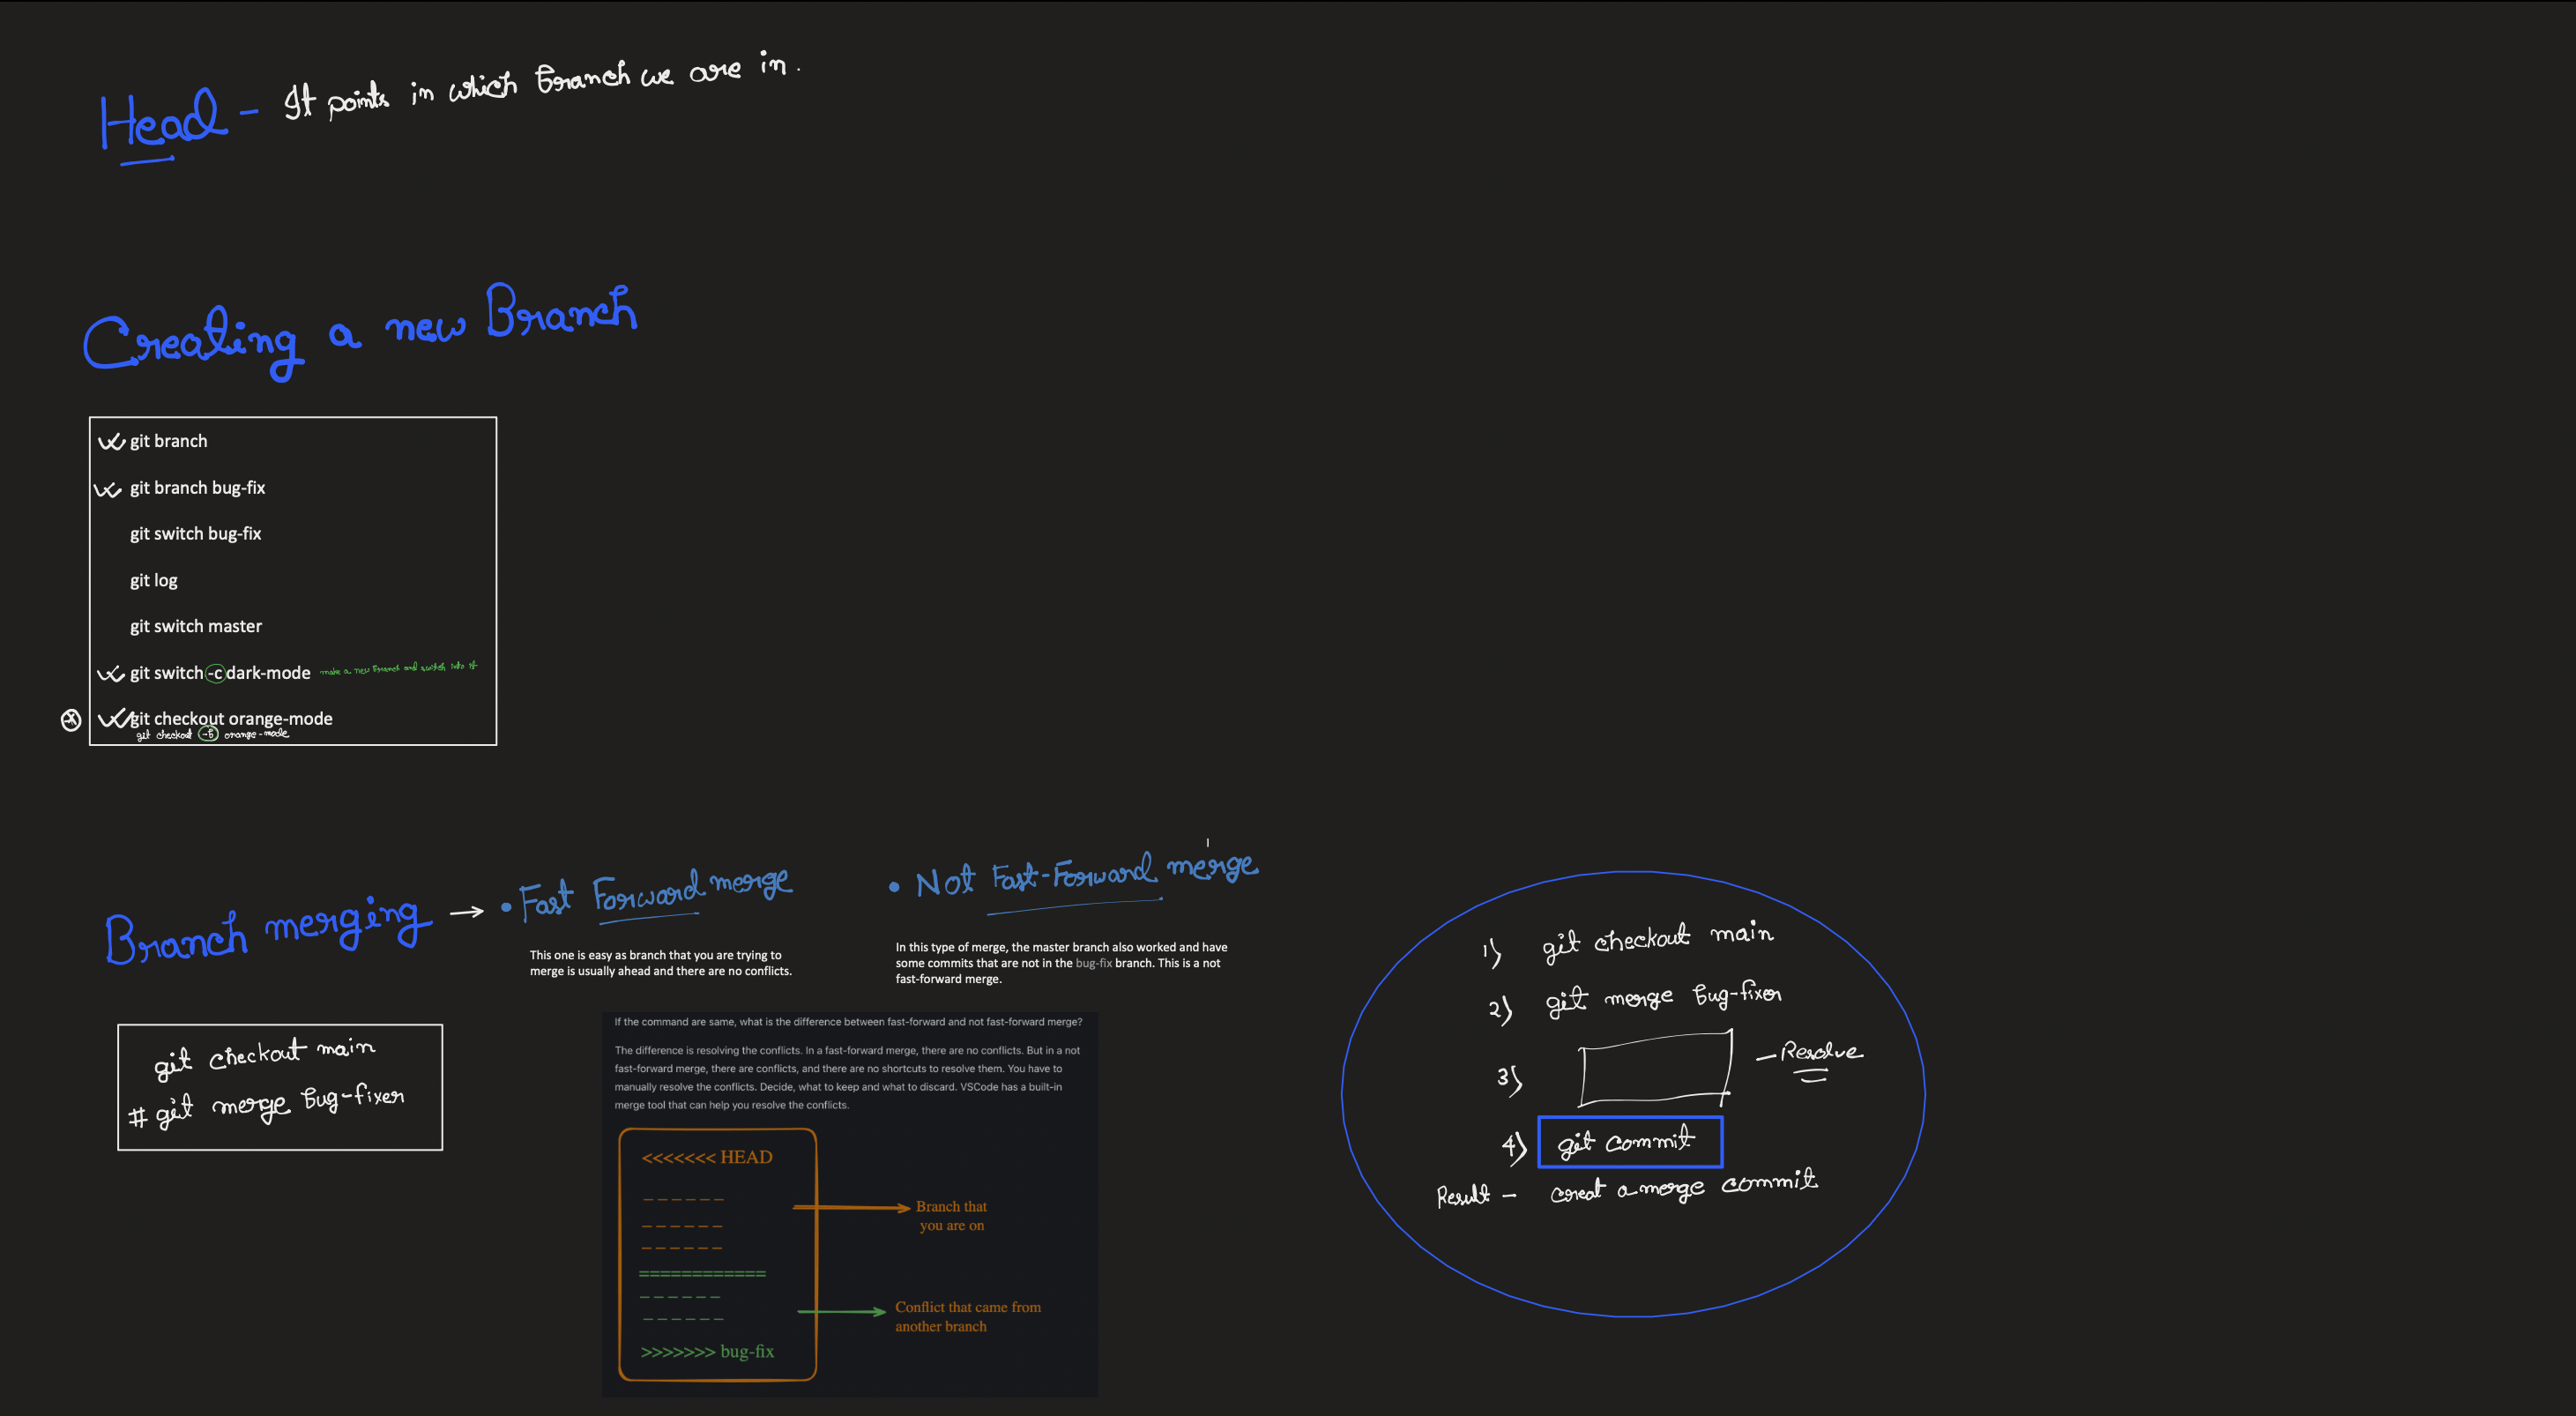 Head - It points in which branch we are in.
Creating a new Branch
git branch
git branch bug-fix
git switch bug-fix
git log
git switch master
git switch -c dark-mode make a new branch and switch into it
git checkout orange-mode
git checkout -b orange-mode
Branch merging → • Fast Forward merge
• Not Fast-Forward merge
This one is easy as branch that you are trying to
merge is usually ahead and there are no conflicts.
In this type of merge, the master branch also worked and have
some commits that are not in the bug-fix branch. This is a not
fast-forward merge.
git checkout main
# git merge bug-fixer
If the command are same, what is the difference between fast-forward and not fast-forward merge?
The difference is resolving the conflicts. In a fast-forward merge, there are no conflicts. But in a not
fast-forward merge, there are conflicts, and there are no shortcuts to resolve them. You have to
manually resolve the conflicts. Decide, what to keep and what to discard. VSCode has a built-in
merge tool that can help you resolve the conflicts.
<<<<<<< HEAD
Branch that
you are on
============
Conflict that came from
another branch
>>>>>>> bug-fix
1) git checkout main
2) git merge bug-fixer
3) - Resolve
4) git commit
Result - creat a merge commit